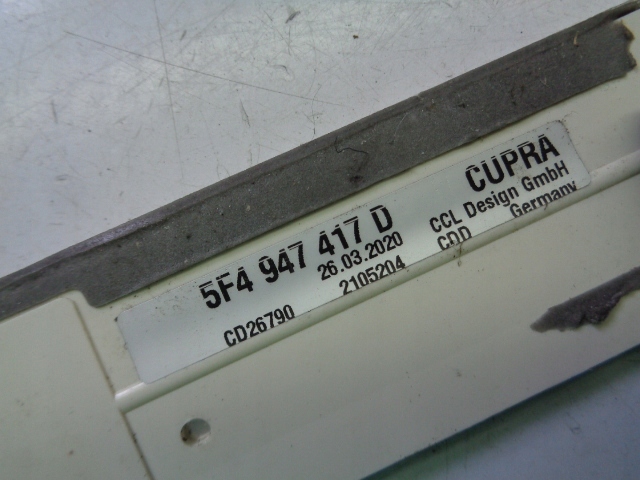 CUPRA
5F4 947 417 D
CCL Design GmbH
26.03.2020
CDD Germany
CD26790 2105204